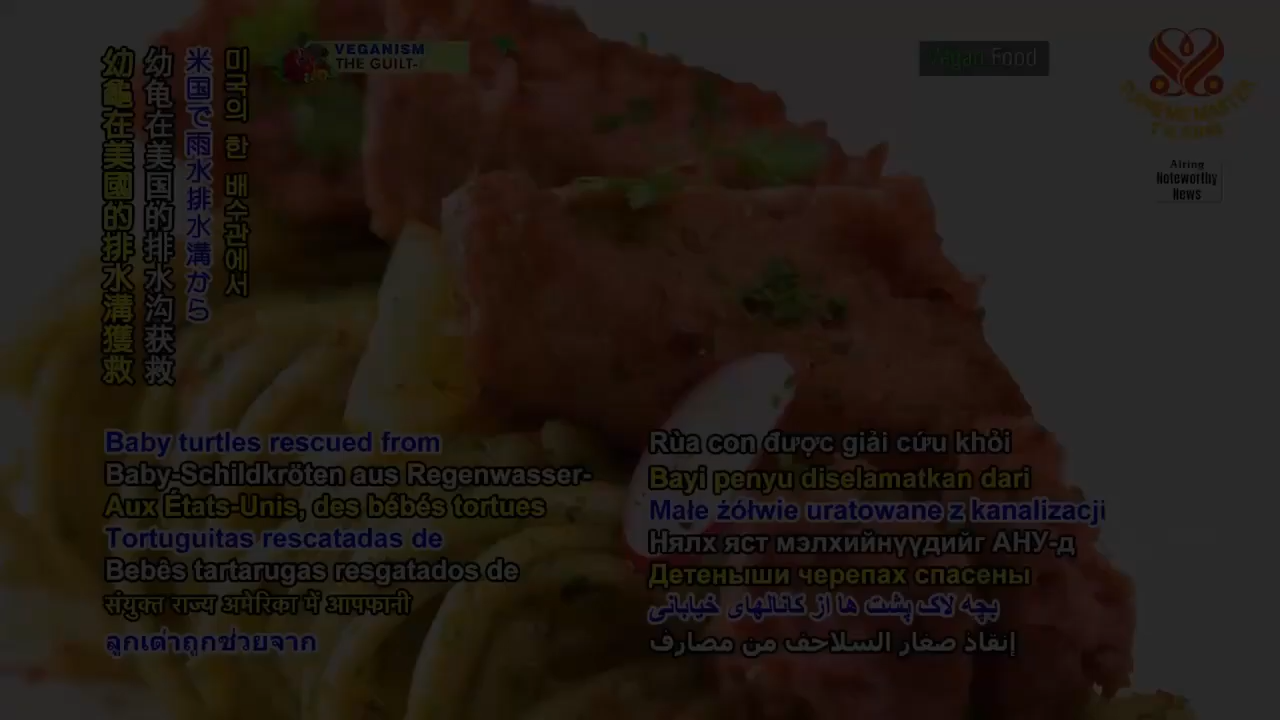 幼龜在美國的排水溝獲救
幼龟在美国的排水沟获救
米国で雨水排水溝から
미국의 한 배수관에서
VEGANISM
THE GUILT-
Vegan Food
SUPREME MASTER
TELEVISION
Airing
Noteworthy
News
Baby turtles rescued from
Baby-Schildkröten aus Regenwasser-
Aux États-Unis, des bébés tortues
Tortuguitas rescatadas de
Bebês tartarugas resgatados de
संयुक्त राज्य अमेरिका में आपफानी
ลูกเต่าถูกช่วยจาก
Rùa con được giải cứu khỏi
Bayi penyu diselamatkan dari
Małe żółwie uratowane z kanalizacji
Нялх яст мэлхийнүүдийг АНУ-д
Детеныши черепах спасены
بچه لاک پشت ها از کانالهای خیابانی
إنقاذ صغار السلاحف من مصارف